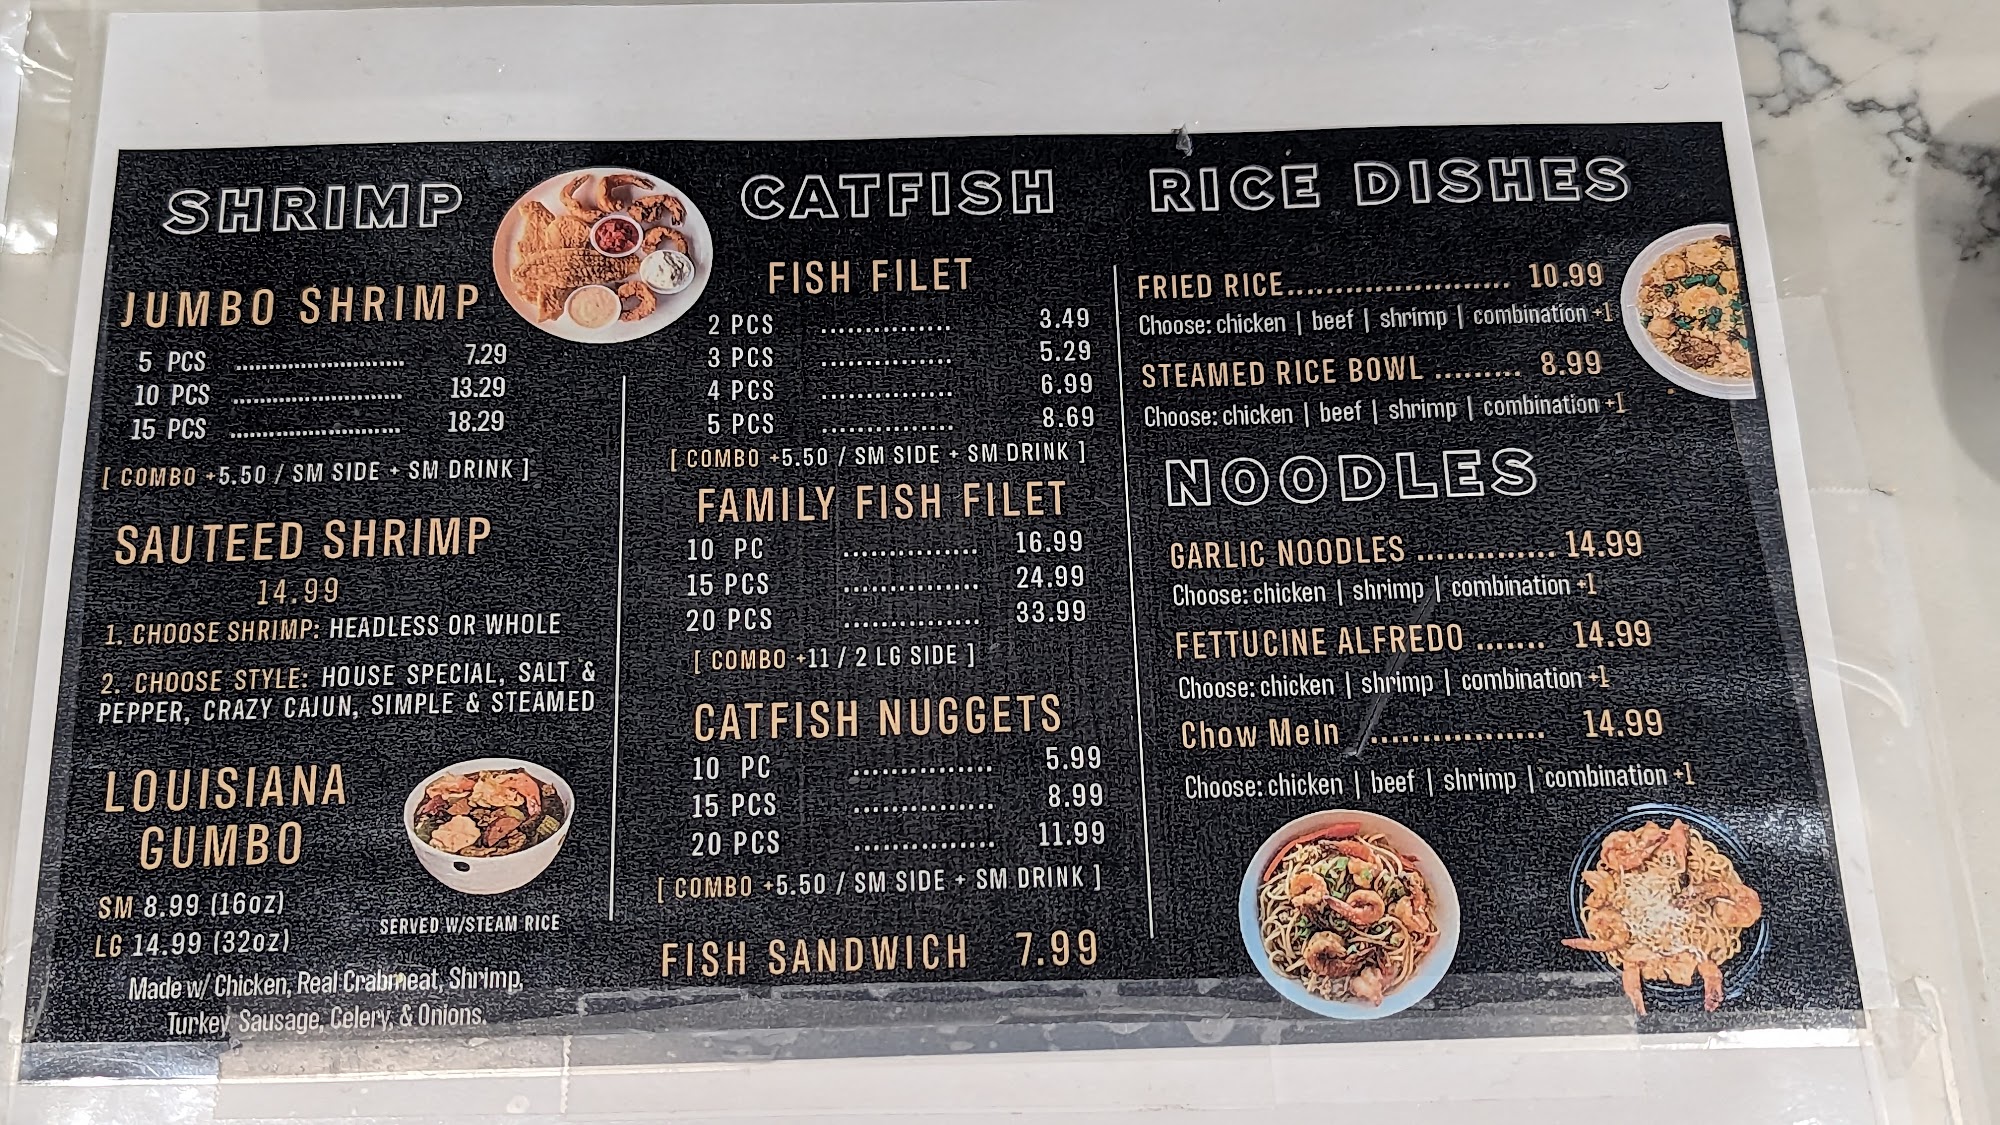 SHRIMP
JUMBO SHRIMP
5 PCS ............................ 7.29
10 PCS ............................ 13.29
15 PCS ............................ 18.29
[ COMBO +5.50 / SM SIDE + SM DRINK ]
SAUTEED SHRIMP
14.99
1. CHOOSE SHRIMP: HEADLESS OR WHOLE
2. CHOOSE STYLE: HOUSE SPECIAL, SALT &
PEPPER, CRAZY CAJUN, SIMPLE & STEAMED
LOUISIANA
GUMBO
SM 8.99 (16oz)
LG 14.99 (32oz)
SERVED W/STEAM RICE
Made w/ Chicken, Real Crabmeat, Shrimp,
Turkey Sausage, Celery, & Onions.
CATFISH
FISH FILET
2 PCS ............... 3.49
3 PCS ............... 5.29
4 PCS ............... 6.99
5 PCS ............... 8.69
[ COMBO +5.50 / SM SIDE + SM DRINK ]
FAMILY FISH FILET
10 PC ............... 16.99
15 PCS ............... 24.99
20 PCS ............... 33.99
[ COMBO +11 / 2 LG SIDE ]
CATFISH NUGGETS
10 PC ............... 5.99
15 PCS ............... 8.99
20 PCS ............... 11.99
[ COMBO +5.50 / SM SIDE + SM DRINK ]
FISH SANDWICH 7.99
RICE DISHES
FRIED RICE........................ 10.99
Choose: chicken | beef | shrimp | combination +1
STEAMED RICE BOWL ......... 8.99
Choose: chicken | beef | shrimp | combination +1
NOODLES
GARLIC NOODLES .............. 14.99
Choose: chicken | shrimp | combination +1
FETTUCINE ALFREDO ....... 14.99
Choose: chicken | shrimp | combination +1
Chow Mein .................. 14.99
Choose: chicken | beef | shrimp | combination +1